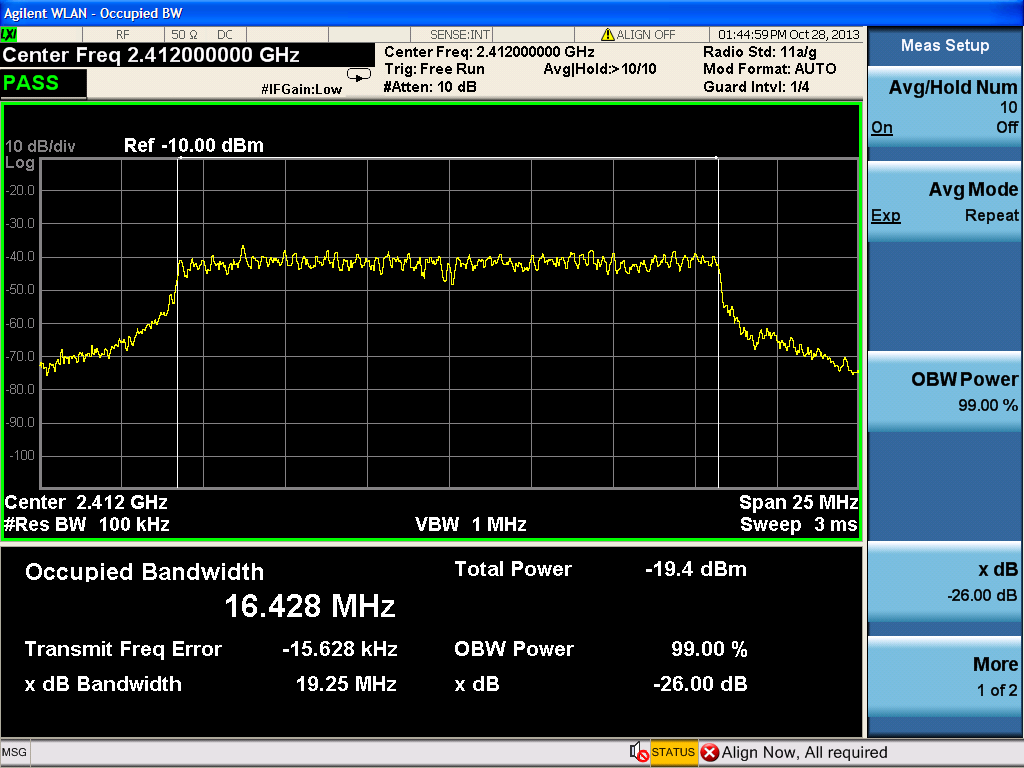 Agilent WLAN - Occupied BW
LXI RF 50 Ω DC SENSE:INT ALIGN OFF 01:44:59 PM Oct 28, 2013
Center Freq 2.412000000 GHz
PASS
#IFGain:Low
Center Freq: 2.412000000 GHz
Trig: Free Run Avg|Hold:>10/10
#Atten: 10 dB
Radio Std: 11a/g
Mod Format: AUTO
Guard Intvl: 1/4
10 dB/div Ref -10.00 dBm
Log
-20.0
-30.0
-40.0
-50.0
-60.0
-70.0
-80.0
-90.0
-100
Center 2.412 GHz Span 25 MHz
#Res BW 100 kHz VBW 1 MHz Sweep 3 ms
Occupied Bandwidth Total Power -19.4 dBm
16.428 MHz
Transmit Freq Error -15.628 kHz OBW Power 99.00 %
x dB Bandwidth 19.25 MHz x dB -26.00 dB
Meas Setup
Avg/Hold Num
10
On Off
Avg Mode
Exp Repeat
OBW Power
99.00 %
x dB
-26.00 dB
More
1 of 2
MSG STATUS Align Now, All required